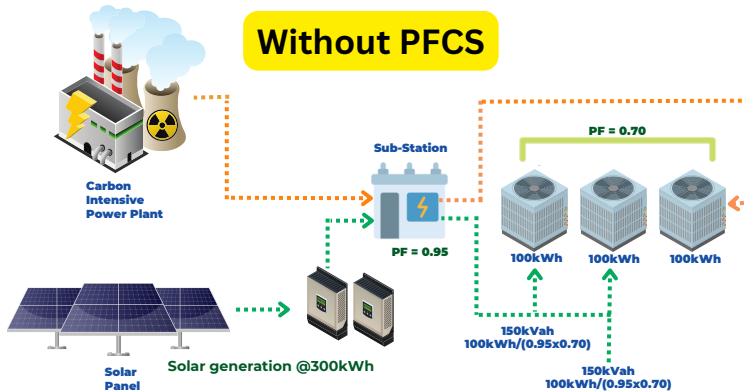 Without PFCS
PF = 0.70
Sub-Station
Carbon
Intensive
Power Plant
PF = 0.95
100kWh
100kWh
100kWh
150kVah
100kWh/(0.95x0.70)
Solar generation @300kWh
Solar
Panel
150kVah
100kWh/(0.95x0.70)